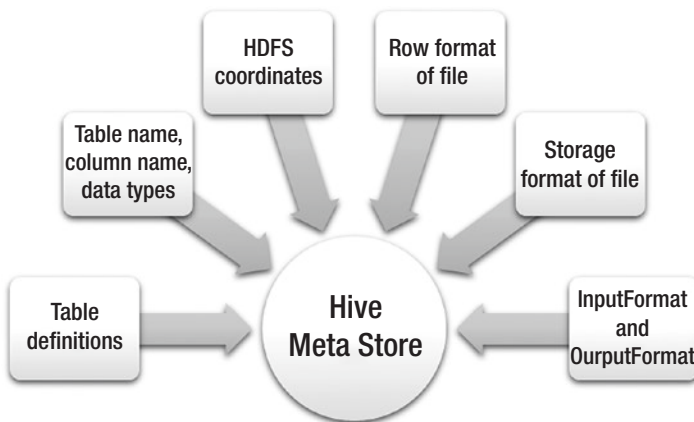 HDFS
coordinates
Row format
of file
Table name,
column name,
data types
Storage
format of file
Table
definitions
Hive
Meta Store
InputFormat
and
OurputFormat